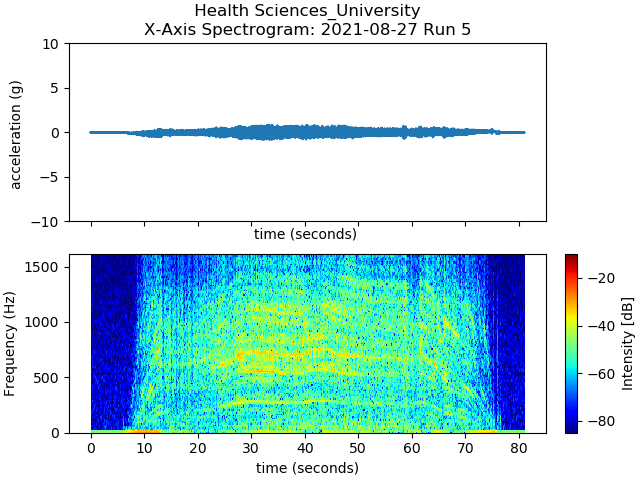 Health Sciences_University
X-Axis Spectrogram: 2021-08-27 Run 5
10
5
0
−5
−10
acceleration (g)
time (seconds)
1500
1000
500
0
Frequency (Hz)
0 10 20 30 40 50 60 70 80
time (seconds)
−20
−40
−60
−80
Intensity [dB]